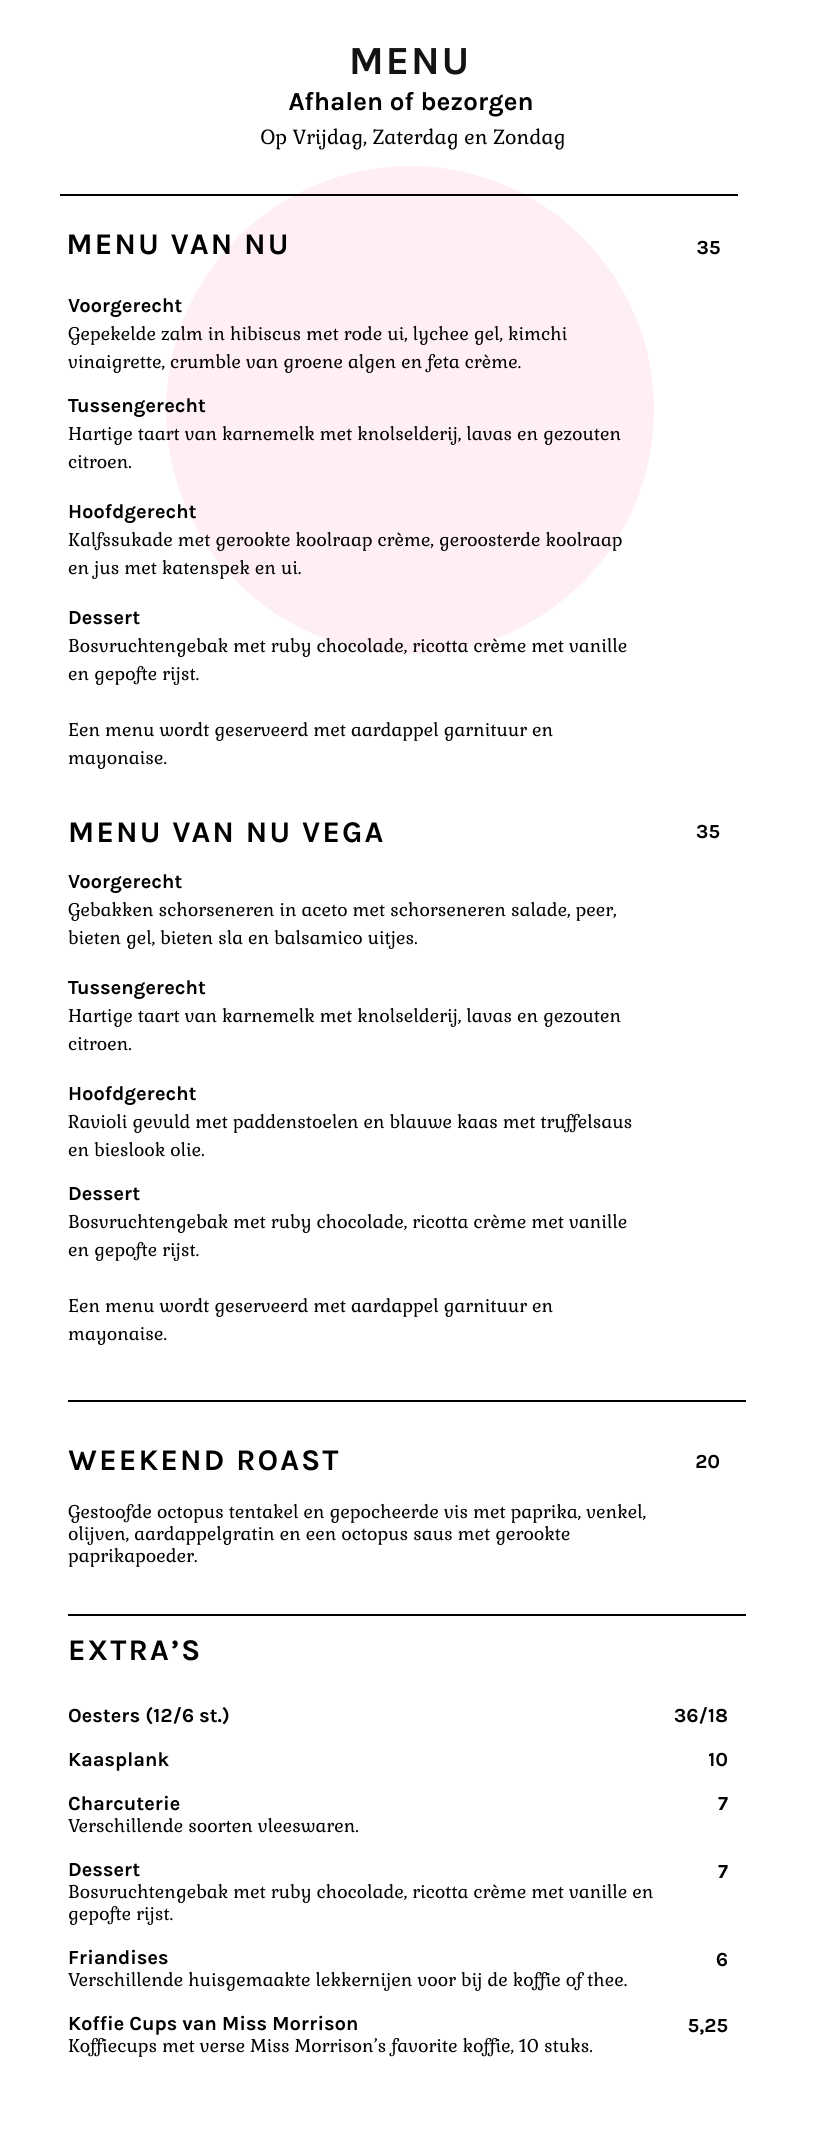 MENU
Afhalen of bezorgen
Op Vrijdag, Zaterdag en Zondag
MENU VAN NU 35
Voorgerecht
Gepekelde zalm in hibiscus met rode ui, lychee gel, kimchi
vinaigrette, crumble van groene algen en feta crème.
Tussengerecht
Hartige taart van karnemelk met knolselderij, lavas en gezouten
citroen.
Hoofdgerecht
Kalfssukade met gerookte koolraap crème, geroosterde koolraap
en jus met katenspek en ui.
Dessert
Bosvruchtengebak met ruby chocolade, ricotta crème met vanille
en gepofte rijst.
Een menu wordt geserveerd met aardappel garnituur en
mayonaise.
MENU VAN NU VEGA 35
Voorgerecht
Gebakken schorseneren in aceto met schorseneren salade, peer,
bieten gel, bieten sla en balsamico uitjes.
Tussengerecht
Hartige taart van karnemelk met knolselderij, lavas en gezouten
citroen.
Hoofdgerecht
Ravioli gevuld met paddenstoelen en blauwe kaas met truffelsaus
en bieslook olie.
Dessert
Bosvruchtengebak met ruby chocolade, ricotta crème met vanille
en gepofte rijst.
Een menu wordt geserveerd met aardappel garnituur en
mayonaise.
WEEKEND ROAST 20
Gestoofde octopus tentakel en gepocheerde vis met paprika, venkel,
olijven, aardappelgratin en een octopus saus met gerookte
paprikapoeder.
EXTRA’S
Oesters (12/6 st.) 36/18
Kaasplank 10
Charcuterie 7
Verschillende soorten vleeswaren.
Dessert 7
Bosvruchtengebak met ruby chocolade, ricotta crème met vanille en
gepofte rijst.
Friandises 6
Verschillende huisgemaakte lekkernijen voor bij de koffie of thee.
Koffie Cups van Miss Morrison 5,25
Koffiecups met verse Miss Morrison’s favorite koffie, 10 stuks.